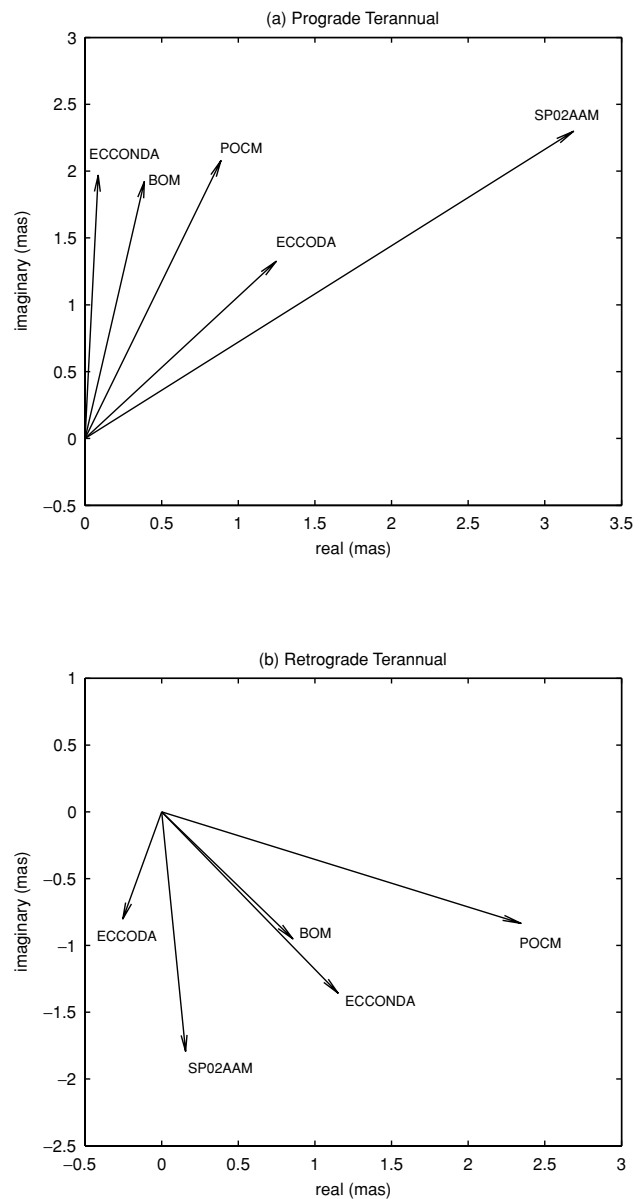 (a) Prograde Terannual
3
2.5
2
1.5
1
0.5
0
−0.5
imaginary (mas)
SP02AAM
ECCONDA
POCM
BOM
ECCODA
0 0.5 1 1.5 2 2.5 3 3.5
real (mas)
(b) Retrograde Terannual
1
0.5
0
−0.5
−1
−1.5
−2
−2.5
imaginary (mas)
ECCODA
BOM
POCM
ECCONDA
SP02AAM
−0.5 0 0.5 1 1.5 2 2.5 3
real (mas)